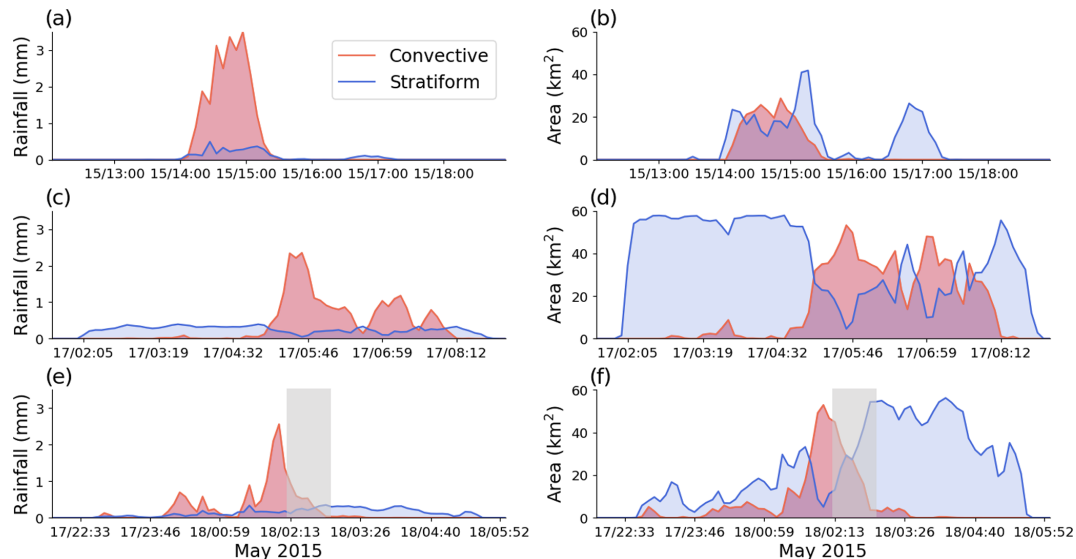 (a)
(b)
Rainfall (mm)
3
2
1
0
Convective
Stratiform
15/13:00 15/14:00 15/15:00 15/16:00 15/17:00 15/18:00
Area (km²)
60
40
20
0
15/13:00 15/14:00 15/15:00 15/16:00 15/17:00 15/18:00
(c)
(d)
Rainfall (mm)
3
2
1
0
17/02:05 17/03:19 17/04:32 17/05:46 17/06:59 17/08:12
Area (km²)
60
40
20
0
17/02:05 17/03:19 17/04:32 17/05:46 17/06:59 17/08:12
(e)
(f)
Rainfall (mm)
3
2
1
0
17/22:33 17/23:46 18/00:59 18/02:13 18/03:26 18/04:40 18/05:52
May 2015
Area (km²)
60
40
20
0
17/22:33 17/23:46 18/00:59 18/02:13 18/03:26 18/04:40 18/05:52
May 2015